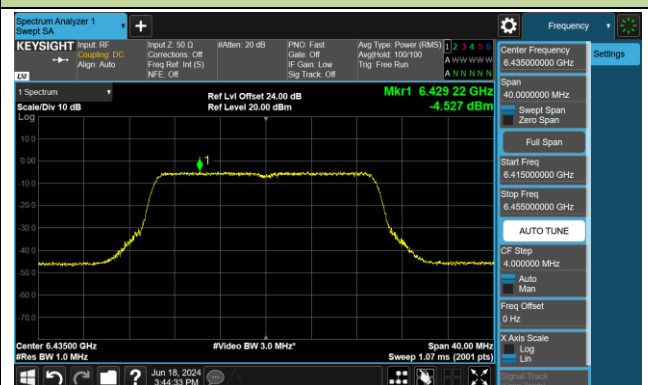 Spectrum Analyzer 1
Swept SA
Frequency
KEYSIGHT
Input: RF
Coupling: DC
Align: Auto
Input Z: 50 Ω
Corrections: Off
Freq Ref: Int (S)
NFE: Off
#Atten: 20 dB
PNO: Fast
Gate: Off
IF Gain: Low
Sig Track: Off
Avg Type: Power (RMS)
Avg|Hold: 100/100
Trig: Free Run
1 2 3 4 5 6
A W W W W W
A N N N N N
LXI
1 Spectrum
Scale/Div 10 dB
Log
Ref Lvl Offset 24.00 dB
Ref Level 20.00 dBm
Mkr1 6.429 22 GHz
-4.527 dBm
1
10.0
0.00
-10.0
-20.0
-30.0
-40.0
-50.0
-60.0
-70.0
Center 6.43500 GHz
#Res BW 1.0 MHz
#Video BW 3.0 MHz*
Span 40.00 MHz
Sweep 1.07 ms (2001 pts)
Jun 18, 2024
3:44:33 PM
Center Frequency
6.435000000 GHz
Span
40.0000000 MHz
Swept Span
Zero Span
Full Span
Start Freq
6.415000000 GHz
Stop Freq
6.455000000 GHz
AUTO TUNE
CF Step
4.000000 MHz
Auto
Man
Freq Offset
0 Hz
X Axis Scale
Log
Lin
Signal Track
Settings